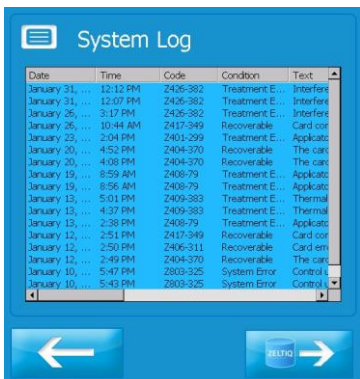 System Log
Date Time Code Condition Text
January 31, ... 12:12 PM Z426-382 Treatment E... Interfere
January 31, ... 12:07 PM Z426-382 Treatment E... Interfere
January 26, ... 3:17 PM Z426-382 Treatment E... Interfere
January 26, ... 10:44 AM Z417-349 Recoverable Card con
January 23, ... 2:04 PM Z401-299 Treatment E... Applicato
January 20, ... 4:52 PM Z404-370 Recoverable The card
January 20, ... 4:08 PM Z404-370 Recoverable The card
January 19, ... 8:59 AM Z408-79 Treatment E... Applicato
January 19, ... 8:56 AM Z408-79 Treatment E... Applicato
January 13, ... 5:01 PM Z409-383 Treatment E... Thermal
January 13, ... 4:37 PM Z409-383 Treatment E... Thermal
January 13, ... 2:38 PM Z408-79 Treatment E... Applicato
January 12, ... 2:51 PM Z417-349 Recoverable Card con
January 12, ... 2:50 PM Z406-311 Recoverable Card erro
January 12, ... 2:49 PM Z404-370 Recoverable The card
January 10, ... 5:47 PM Z803-325 System Error Control u
January 10, ... 5:43 PM Z803-325 System Error Control u
ZELTIQ